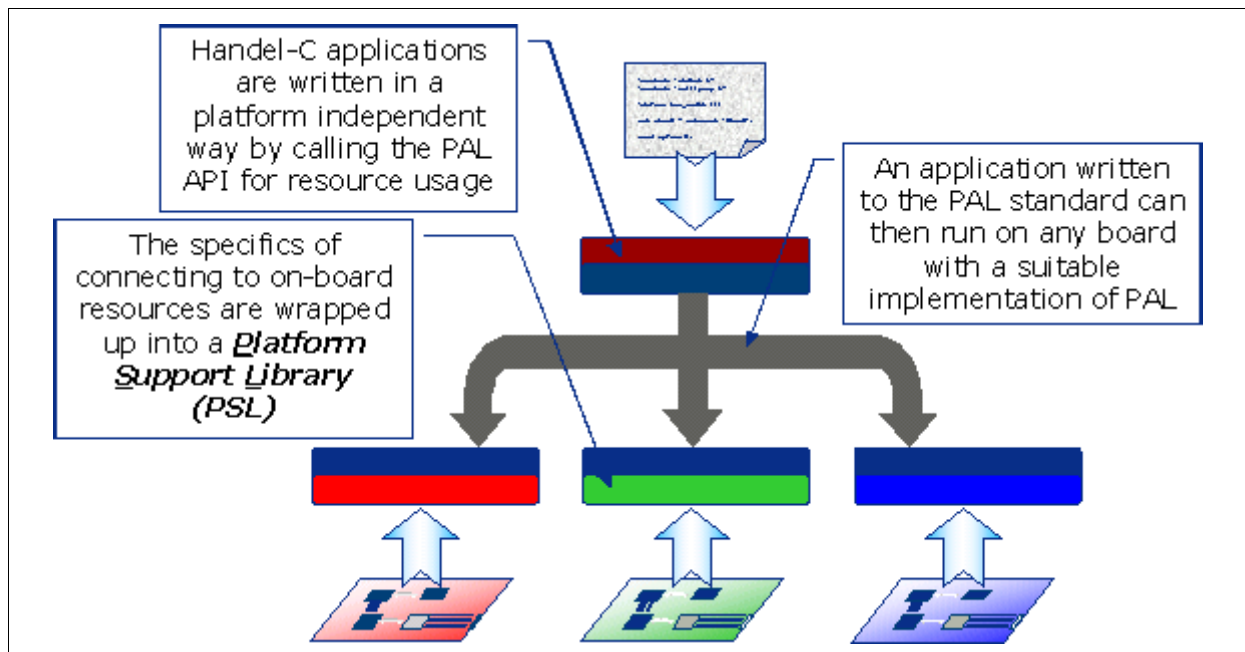 Handel-C applications
are written in a
platform independent
way by calling the PAL
API for resource usage
An application written
to the PAL standard can
then run on any board
with a suitable
implementation of PAL
The specifics of
connecting to on-board
resources are wrapped
up into a Platform
Support Library
(PSL)